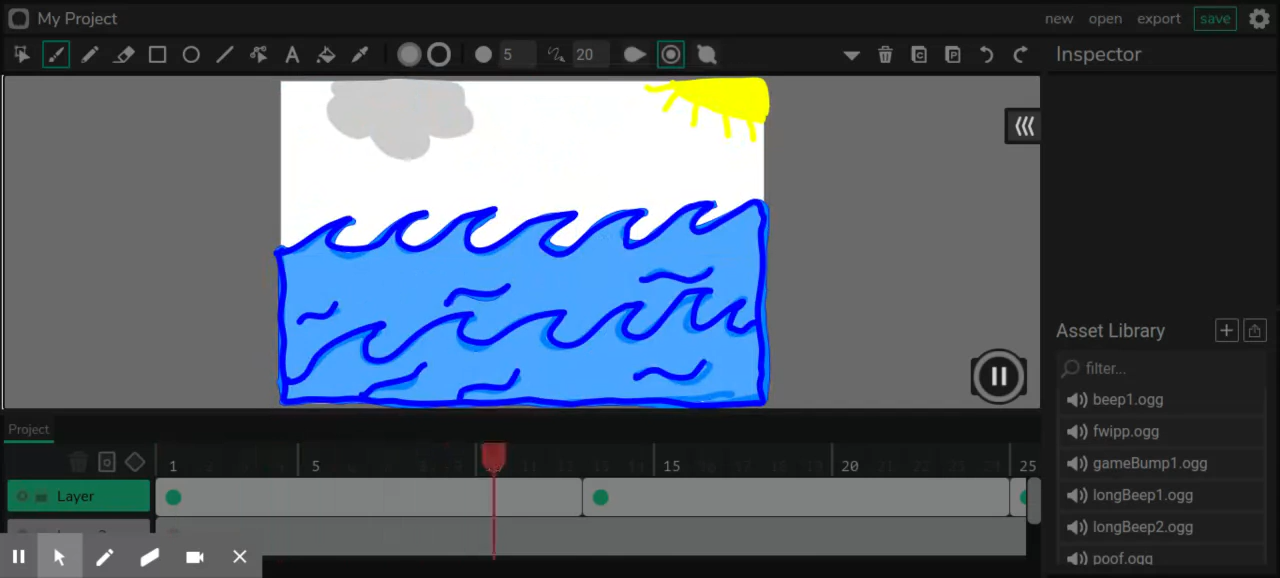 My Project
new open export save
A 5 20
Inspector
Asset Library
filter...
beep1.ogg
fwipp.ogg
gameBump1.ogg
longBeep1.ogg
longBeep2.ogg
poof.ogg
Project
1 5 15 20 25
Layer